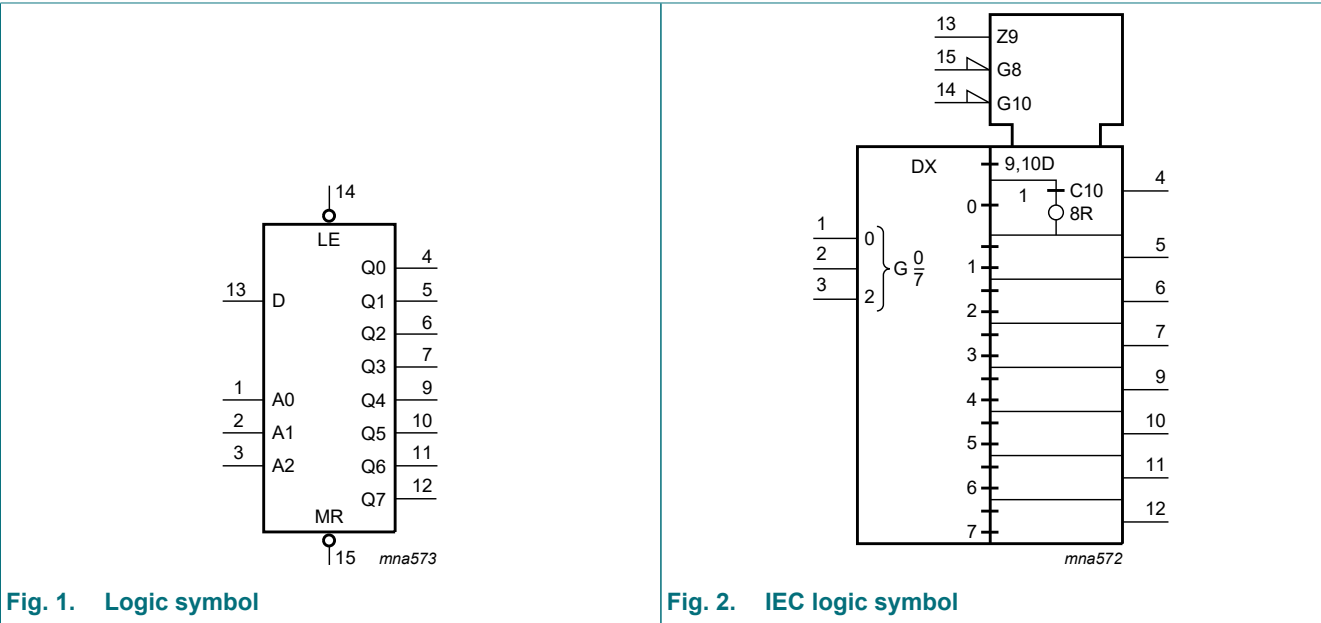 14
LE
Q0 4
13 D
Q1 5
Q2 6
Q3 7
1 A0
Q4 9
2 A1
Q5 10
3 A2
Q6 11
Q7 12
MR
15
mna573
Fig. 1. Logic symbol
13 Z9
15 G8
14 G10
DX
9,10D
4
1 C10
0
8R
1 0
2 G 0
7
3 2
5
1
6
2
7
3
9
4
10
5
11
6
12
7
mna572
Fig. 2. IEC logic symbol